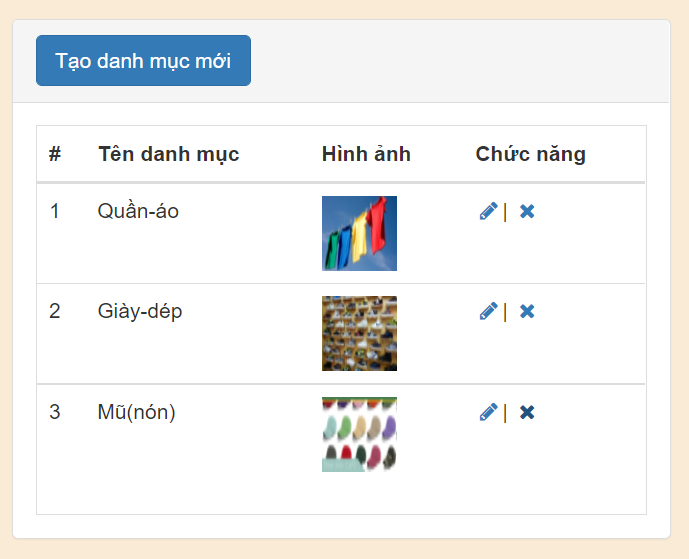 Tạo danh mục mới
# Tên danh mục Hình ảnh Chức năng
1 Quần-áo |
2 Giày-dép |
3 Mũ(nón) |